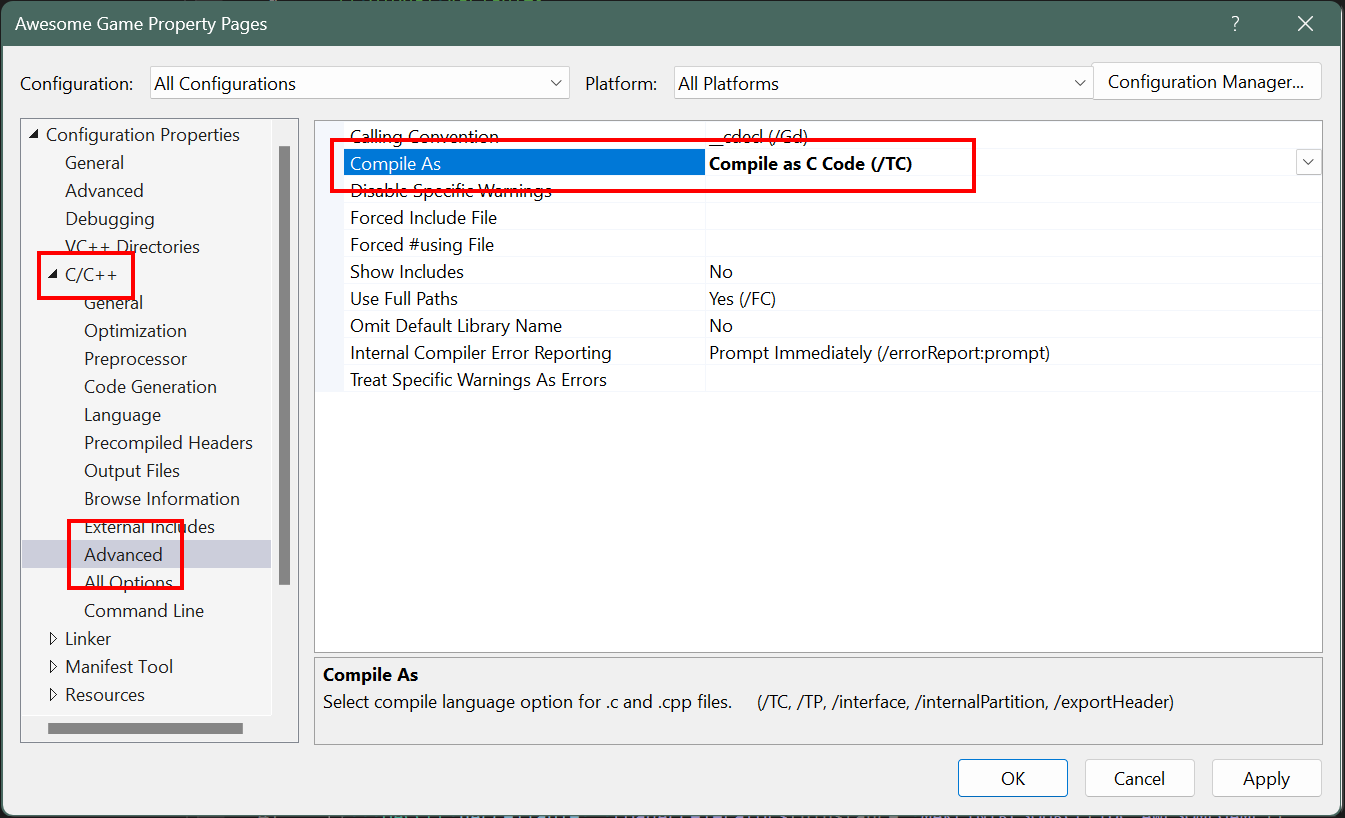 Awesome Game Property Pages
?
Configuration: All Configurations Platform: All Platforms Configuration Manager...
Configuration Properties
General
Advanced
Debugging
VC++ Directories
C/C++
General
Optimization
Preprocessor
Code Generation
Language
Precompiled Headers
Output Files
Browse Information
External Includes
Advanced
All Options
Command Line
Linker
Manifest Tool
Resources
Calling Convention __cdecl (/Gd)
Compile As Compile as C Code (/TC)
Disable Specific Warnings
Forced Include File
Forced #using File
Show Includes No
Use Full Paths Yes (/FC)
Omit Default Library Name No
Internal Compiler Error Reporting Prompt Immediately (/errorReport:prompt)
Treat Specific Warnings As Errors
Compile As
Select compile language option for .c and .cpp files. (/TC, /TP, /interface, /internalPartition, /exportHeader)
OK Cancel Apply